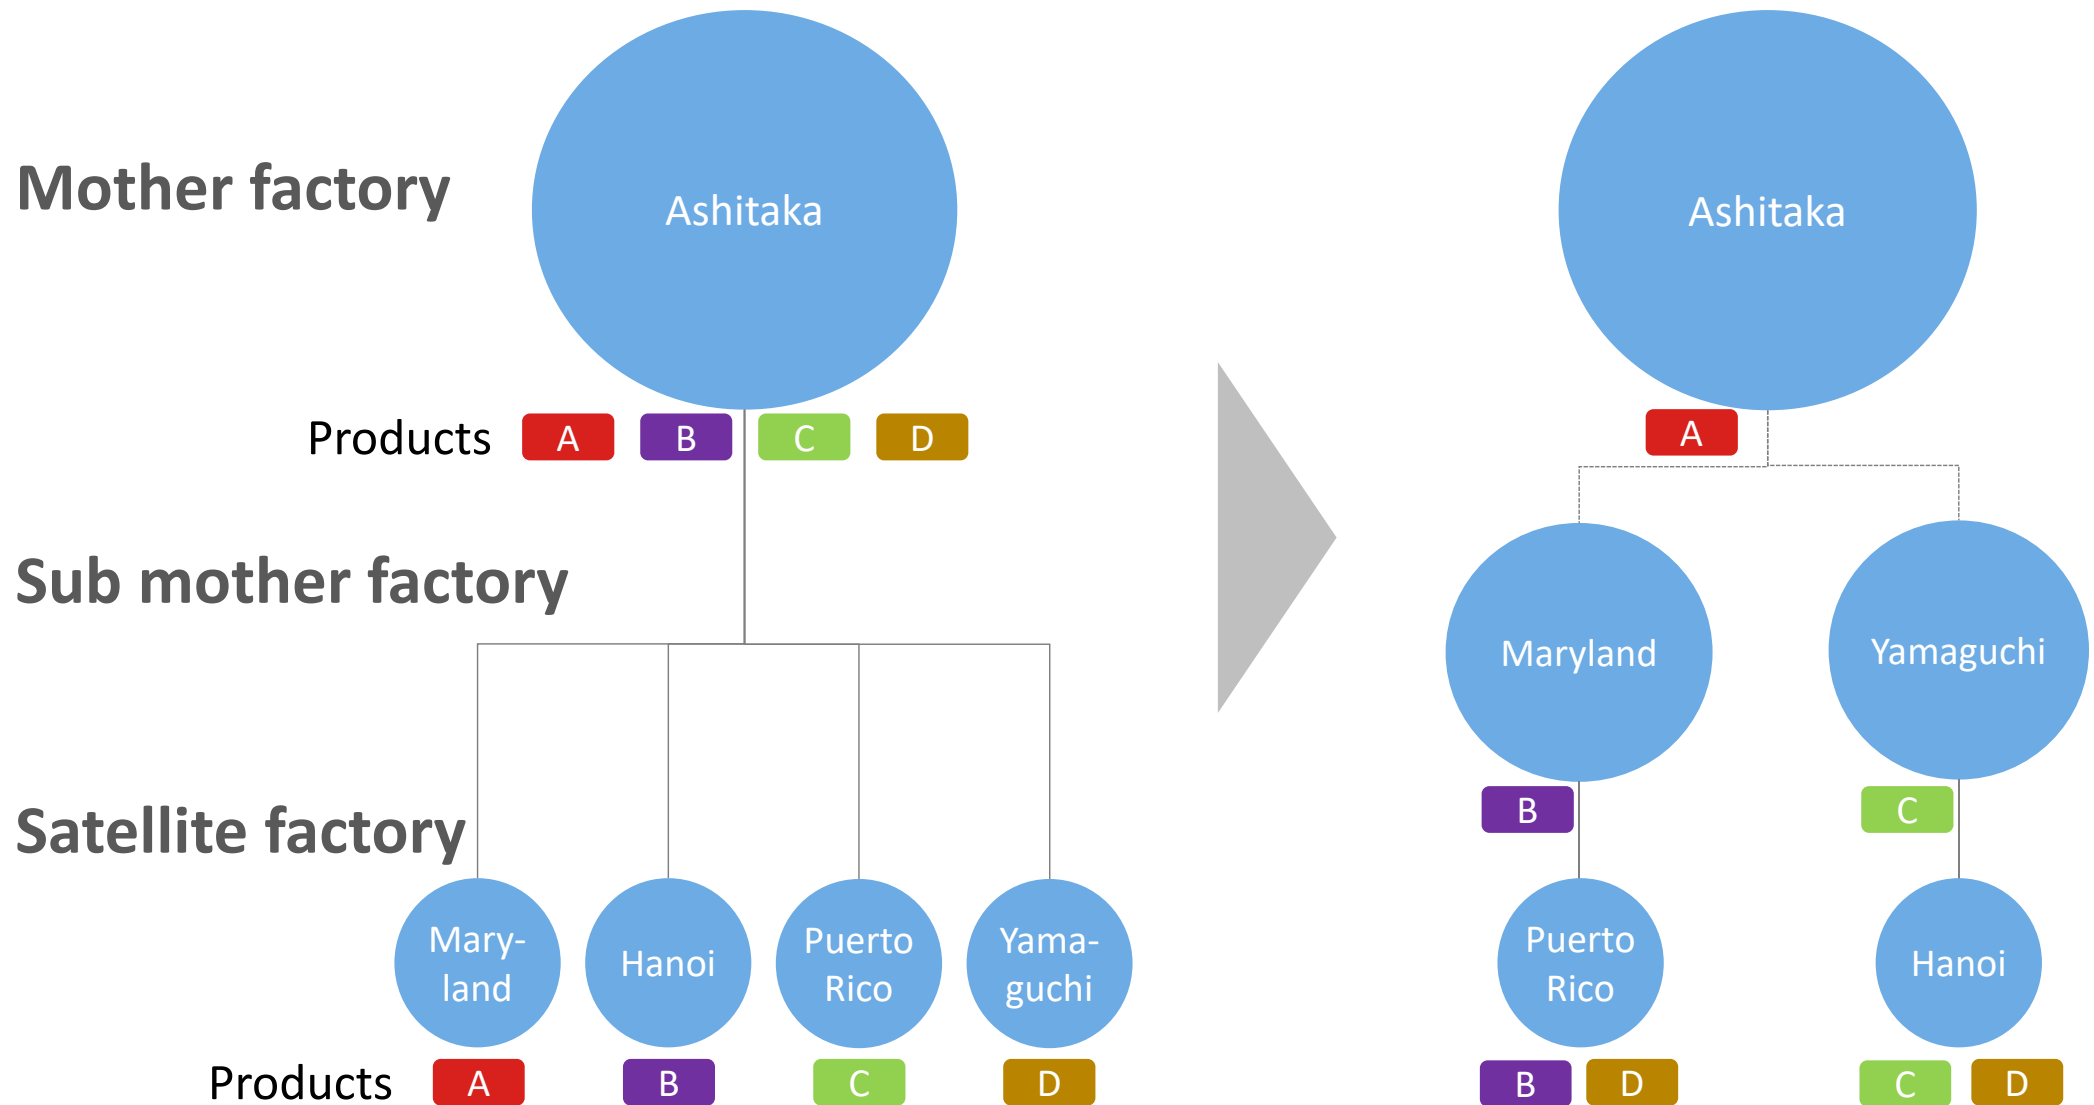 Mother factory
Ashitaka
Products A B C D
Sub mother factory
Satellite factory
Mary-
land
Hanoi
Puerto
Rico
Yama-
guchi
Products A B C D
Ashitaka
A
Maryland
Yamaguchi
B
C
Puerto
Rico
Hanoi
B D
C D